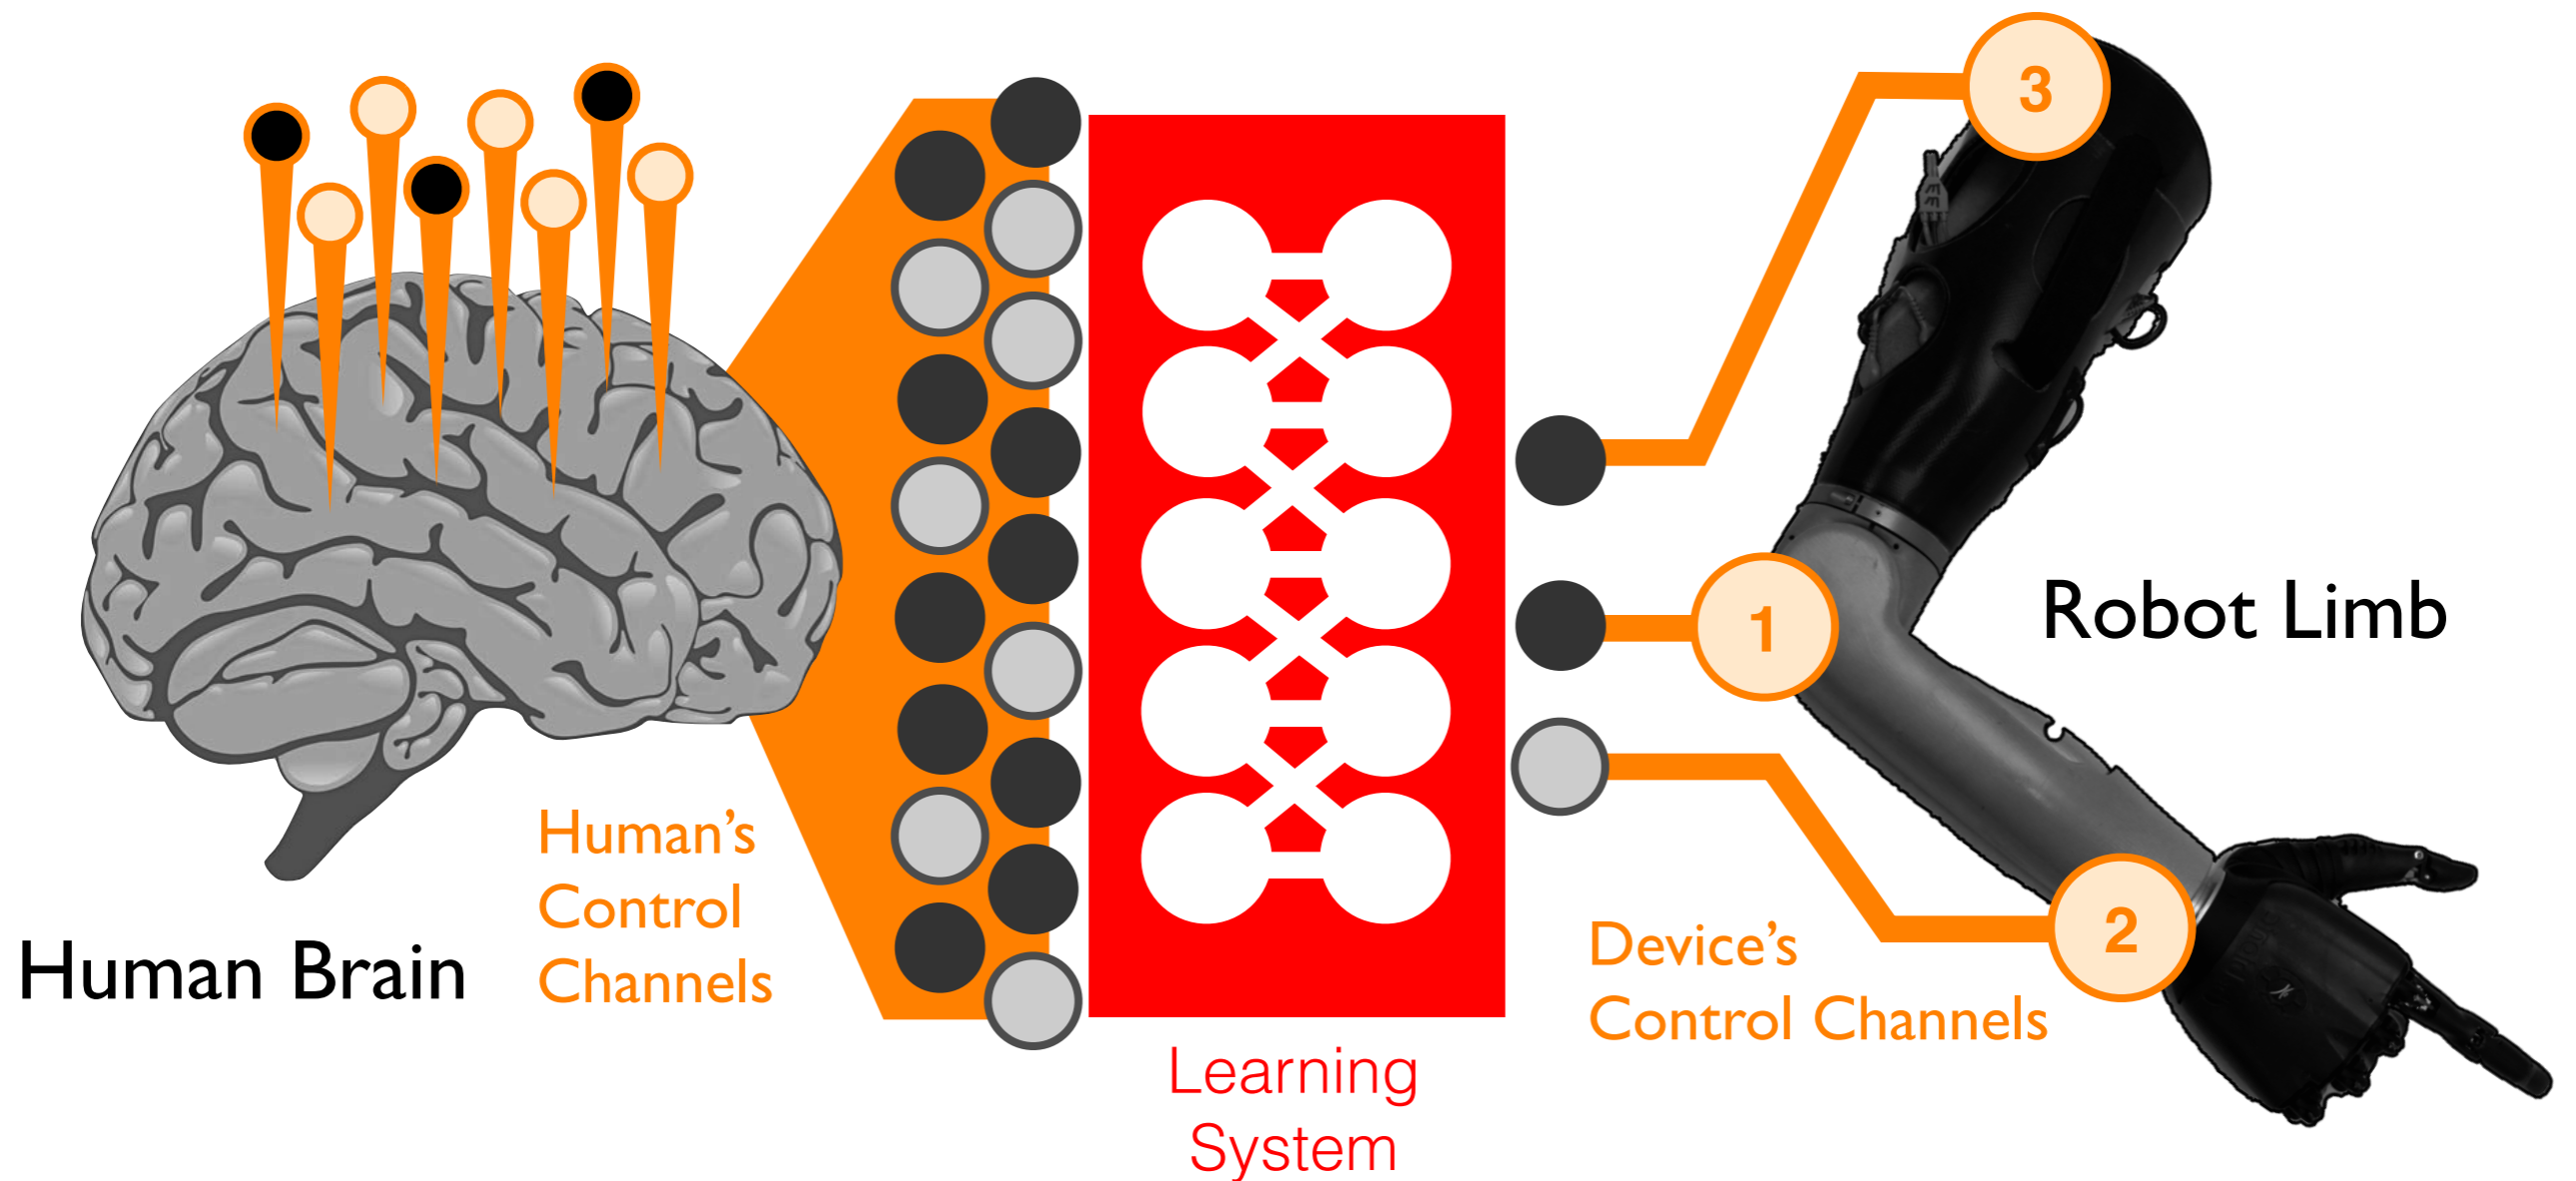 Human Brain
Human's
Control
Channels
Learning
System
3
1
2
Robot Limb
Device's
Control Channels